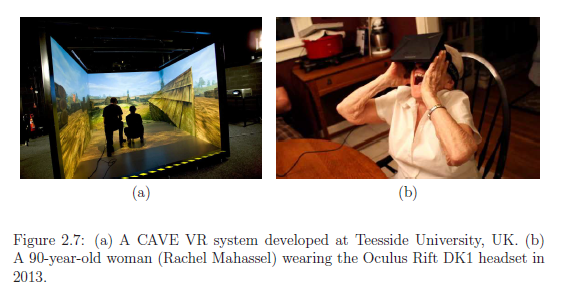 (a)
(b)
Figure 2.7: (a) A CAVE VR system developed at Teesside University, UK. (b)
A 90-year-old woman (Rachel Mahassel) wearing the Oculus Rift DK1 headset in
2013.